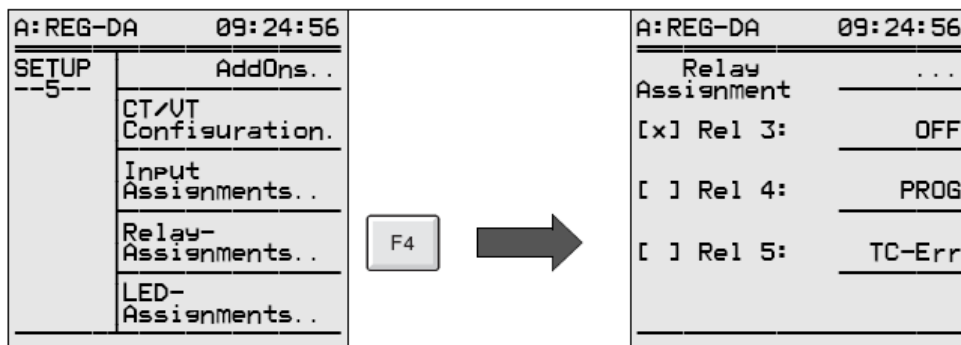 A:REG-DA 09:24:56
SETUP AddOns..
--5--
CT/VT
Configuration.
Input
Assignments..
Relay-
Assignments..
LED-
Assignments..
F4
A:REG-DA 09:24:56
Relay ...
Assignment
[x] Rel 3: OFF
[ ] Rel 4: PROG
[ ] Rel 5: TC-Err